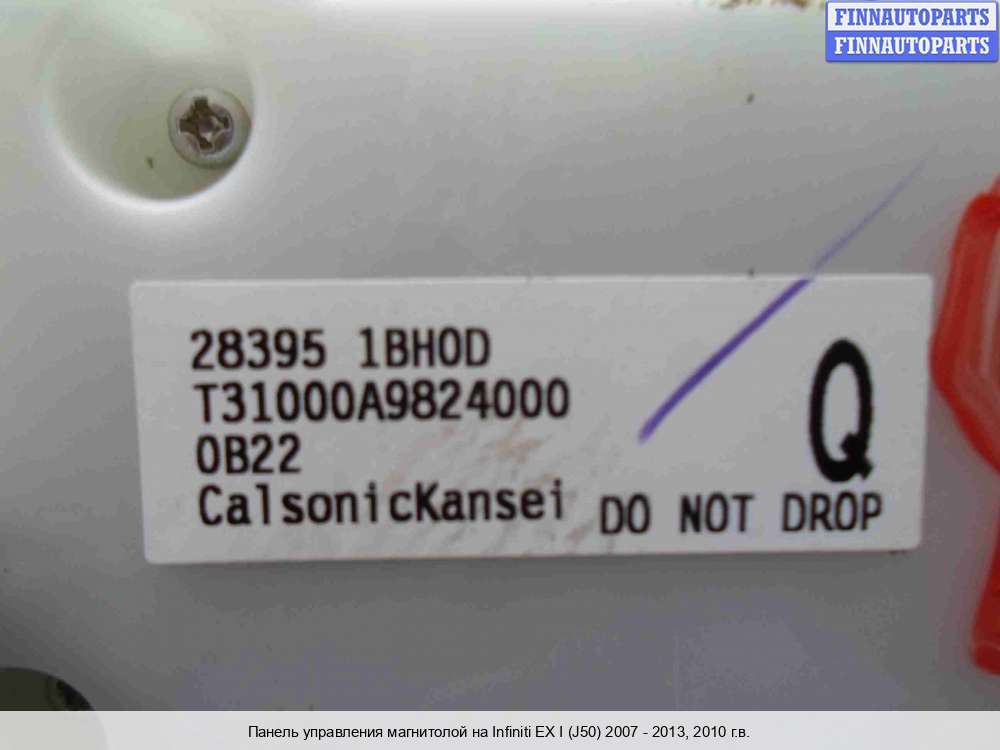 FINNAUTOPARTS
FINNAUTOPARTS
28395 1BH0D
T31000A9824000
0B22
Q
CalsonicKansei DO NOT DROP
Панель управления магнитолой на Infiniti EX I (J50) 2007 - 2013, 2010 г.в.